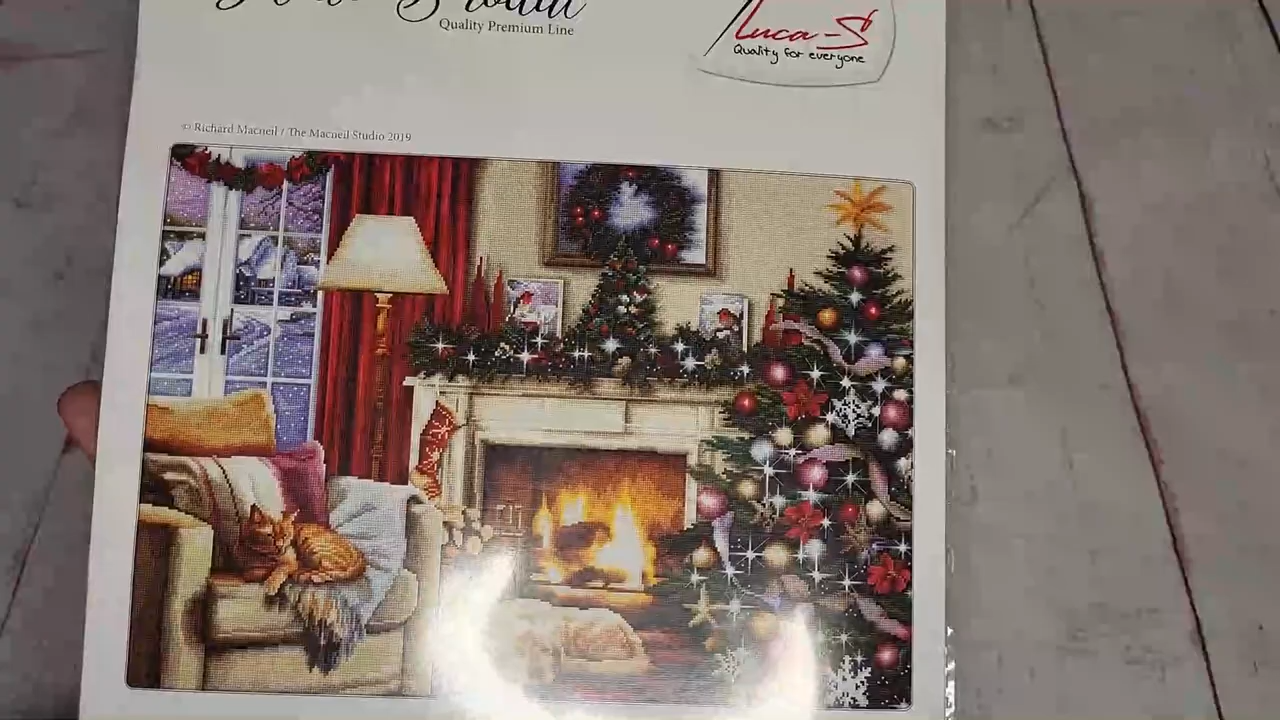 Quality Premium Line
Luca-S
Quality for everyone
© Richard Macneil / The Macneil Studio 2019